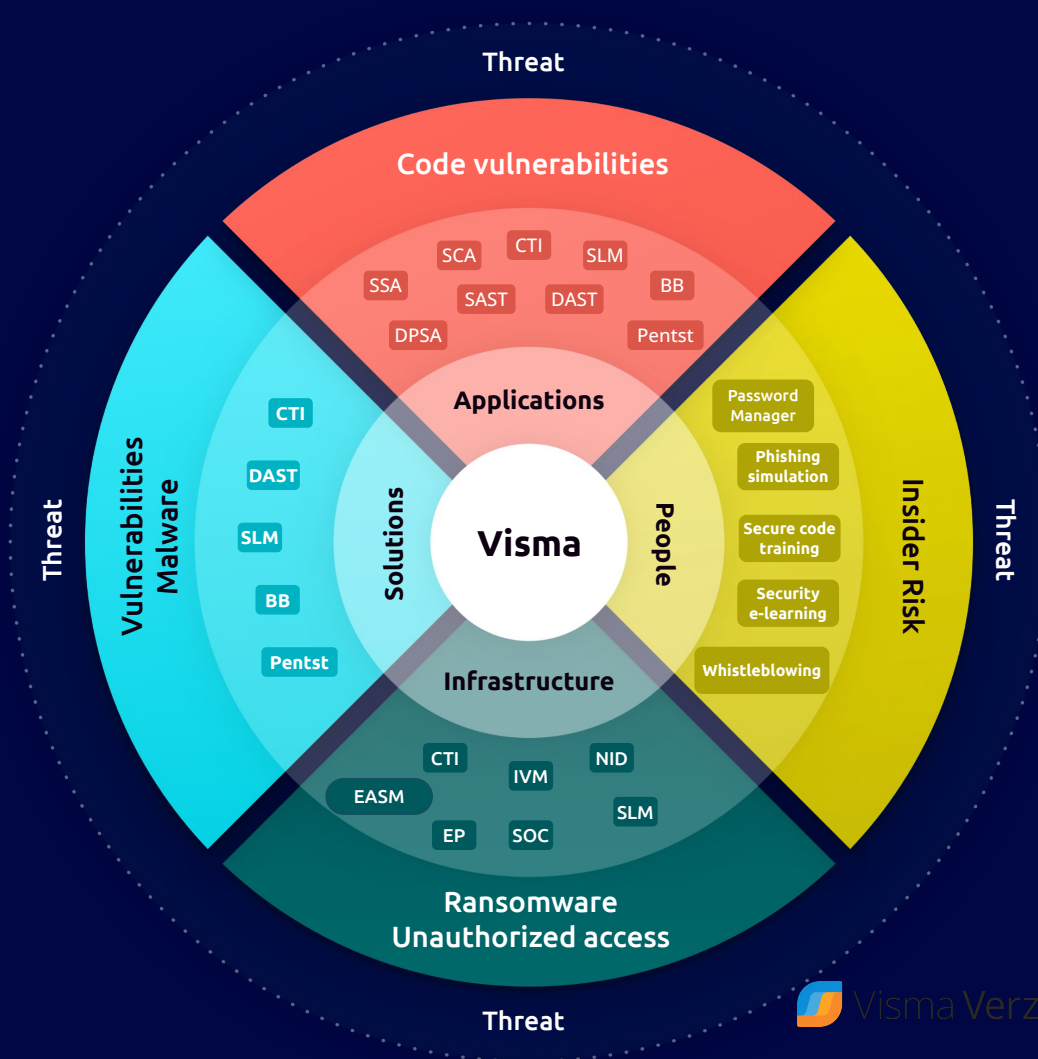 Threat
Code vulnerabilities
CTI
SCA
SLM
SSA
BB
SAST
DAST
DPSA
Pentst
Applications
Threat
Vulnerabilities
Malware
CTI
DAST
SLM
BB
Pentst
Solutions
Visma
People
Password
Manager
Phishing
simulation
Secure code
training
Security
e-learning
Whistleblowing
Insider Risk
Threat
Infrastructure
CTI
IVM
NID
EASM
SLM
EP
SOC
Ransomware
Unauthorized access
Threat
Visma Verz